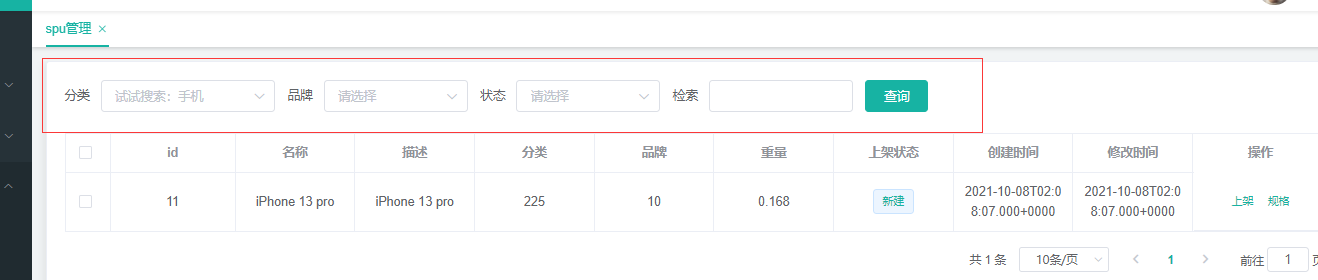 spu管理 ×
分类 试试搜索：手机 品牌 请选择 状态 请选择 检索 查询
id 名称 描述 分类 品牌 重量 上架状态 创建时间 修改时间 操作
11 iPhone 13 pro iPhone 13 pro 225 10 0.168 新建 2021-10-08T02:0 2021-10-08T02:0 上架 规格
8:07.000+0000 8:07.000+0000
共 1 条 10条/页 1 前往 1